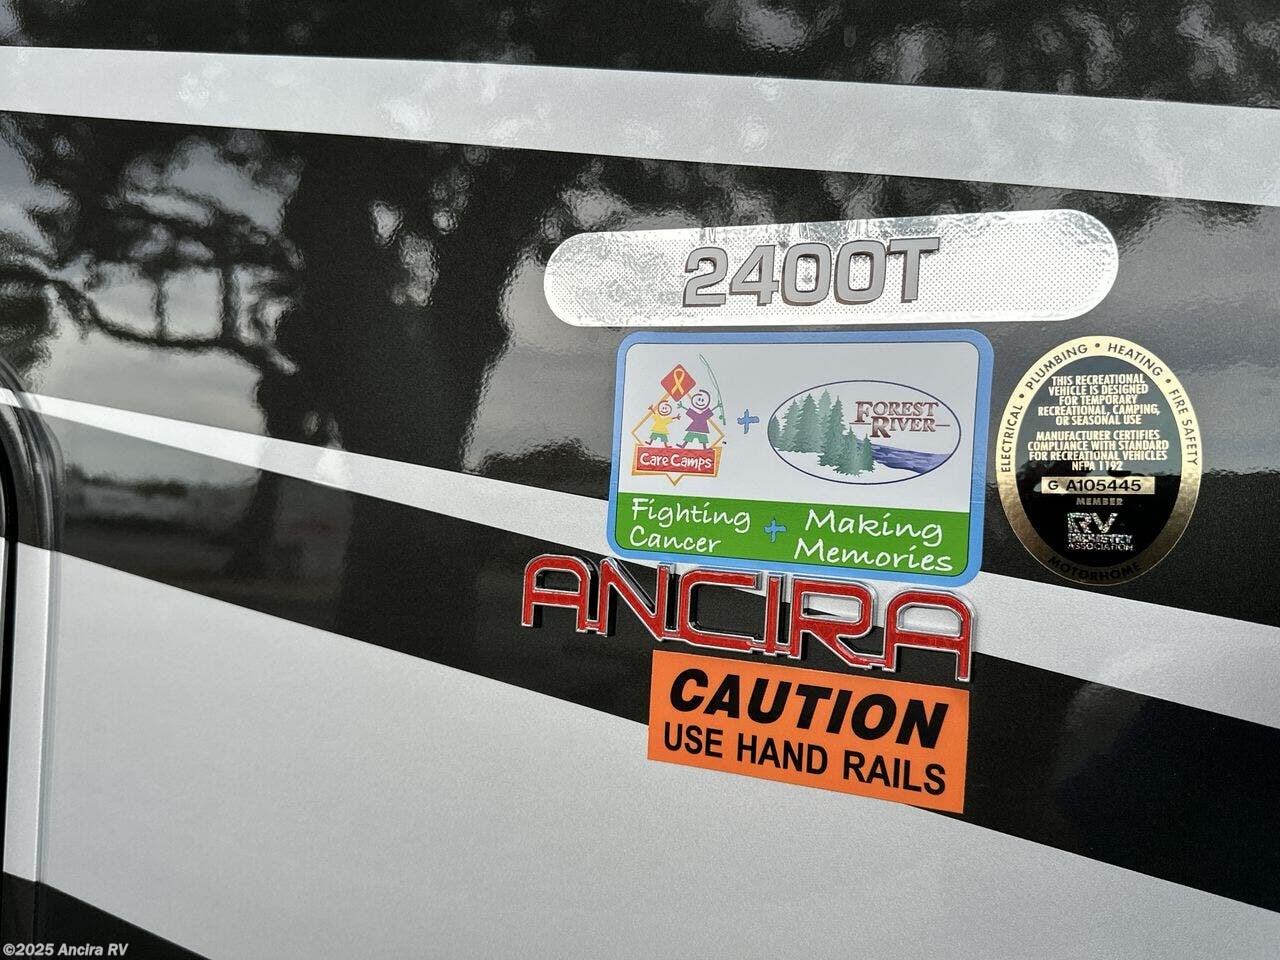 2400T
Care Camps
+
FOREST
RIVER
Fighting
Cancer
+
Making
Memories
ELECTRICAL • PLUMBING • HEATING • FIRE SAFETY
THIS RECREATIONAL
VEHICLE IS DESIGNED
FOR TEMPORARY
RECREATIONAL, CAMPING,
OR SEASONAL USE
MANUFACTURER CERTIFIES
COMPLIANCE WITH STANDARD
FOR RECREATIONAL VEHICLES
NFPA 1192
G A105445
MEMBER
RV
INDUSTRY
ASSOCIATION
MOTORHOME
ANCIRA
CAUTION
USE HAND RAILS
©2025 Ancira RV